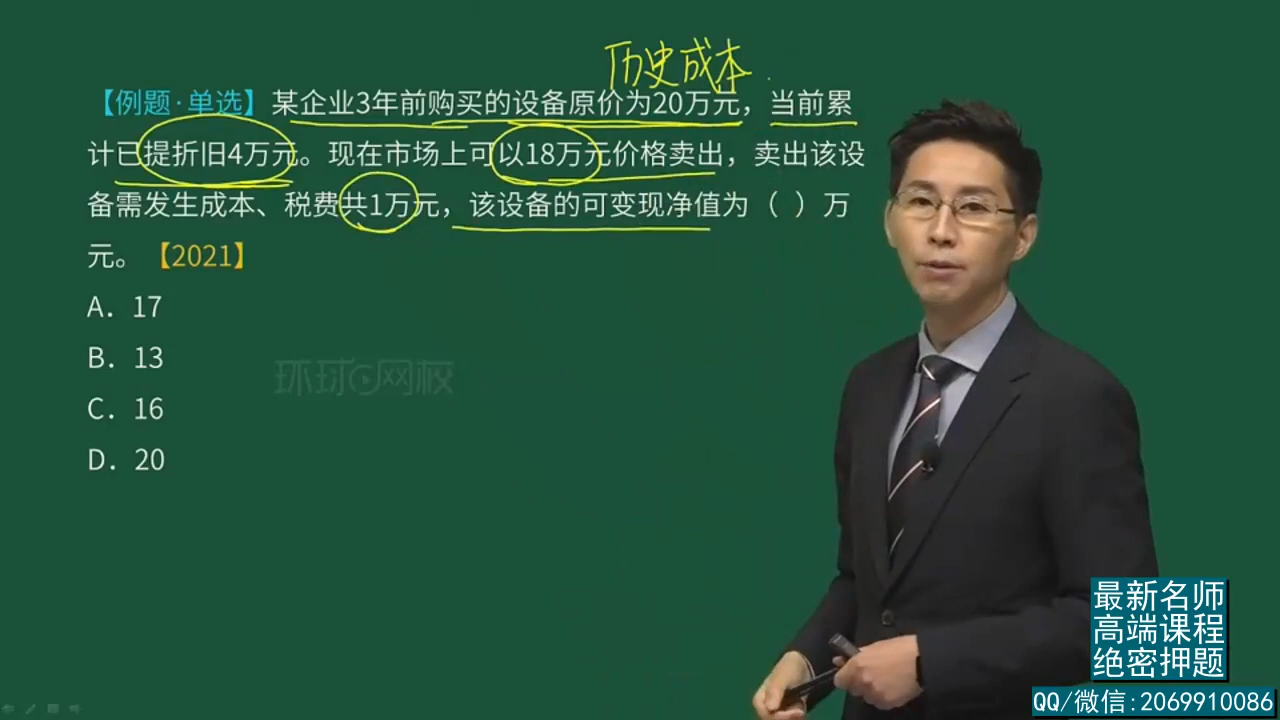 历史成本
【例题·单选】某企业3年前购买的设备原价为20万元，当前累
计已提折旧4万元。现在市场上可以18万元价格卖出，卖出该设
备需发生成本、税费共1万元，该设备的可变现净值为（ ）万
元。【2021】
A．17
B．13
C．16
D．20
环球网校
最新名师
高端课程
绝密押题
QQ/微信:2069910086